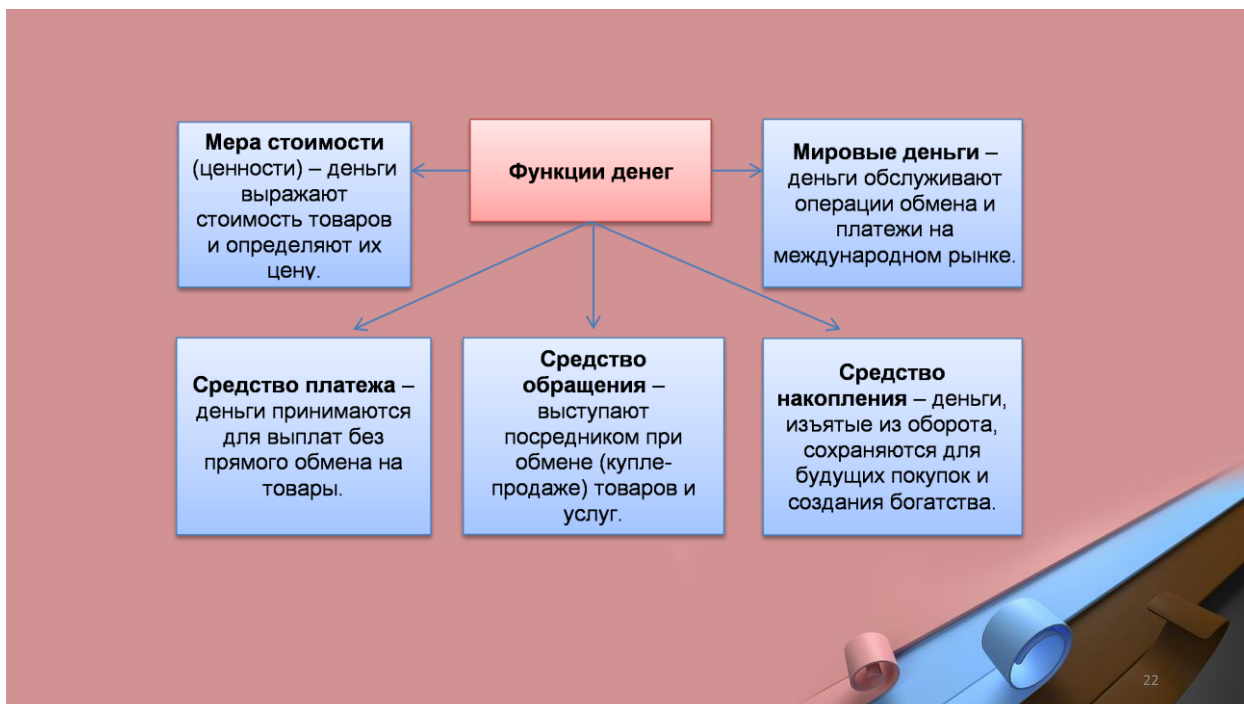 Функции денег
Мера стоимости
(ценности) – деньги
выражают
стоимость товаров
и определяют их
цену.
Мировые деньги –
деньги обслуживают
операции обмена и
платежи на
международном рынке.
Средство платежа –
деньги принимаются
для выплат без
прямого обмена на
товары.
Средство
обращения –
выступают
посредником при
обмене (купле-
продаже) товаров и
услуг.
Средство
накопления – деньги,
изъятые из оборота,
сохраняются для
будущих покупок и
создания богатства.
22